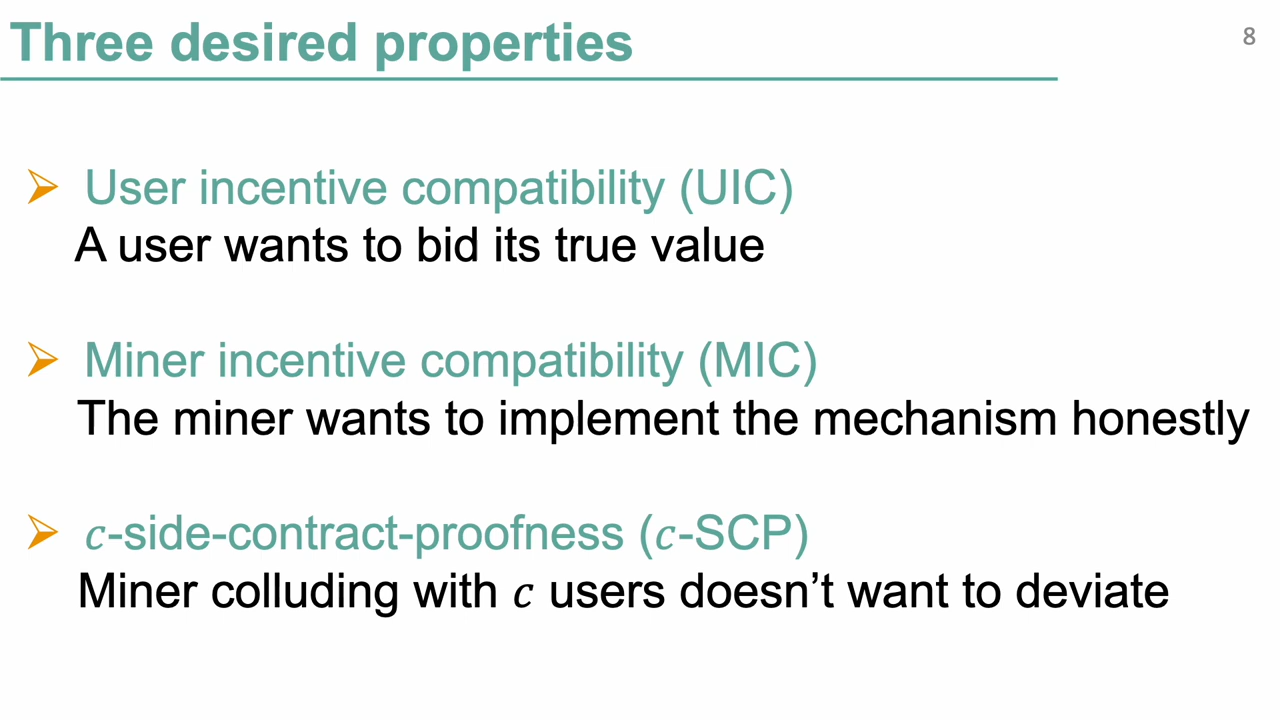 Three desired properties
8
➢ User incentive compatibility (UIC)
A user wants to bid its true value
➢ Miner incentive compatibility (MIC)
The miner wants to implement the mechanism honestly
➢ c-side-contract-proofness (c-SCP)
Miner colluding with c users doesn’t want to deviate